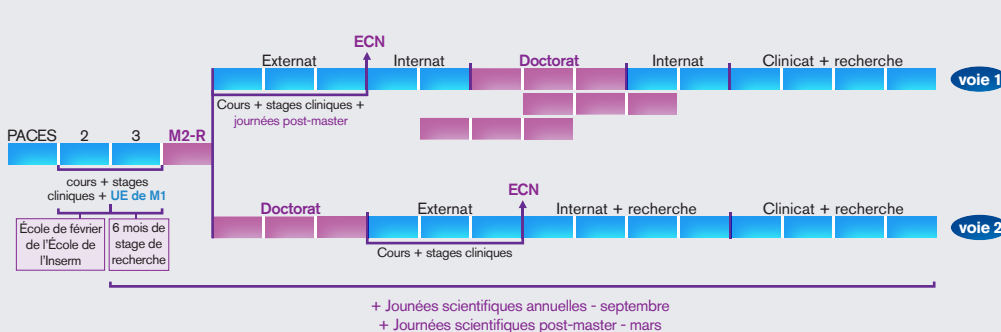 ECN
Externat
Internat
Doctorat
Internat
Clinicat + recherche
voie 1
Cours + stages cliniques +
journées post-master
PACES
2
3
M2-R
cours + stages
cliniques + UE de M1
École de février
de l'École de
l'Inserm
6 mois de
stage de
recherche
ECN
Doctorat
Externat
Internat + recherche
Clinicat + recherche
voie 2
Cours + stages cliniques
+ Jounées scientifiques annuelles - septembre
+ Journées scientifiques post-master - mars